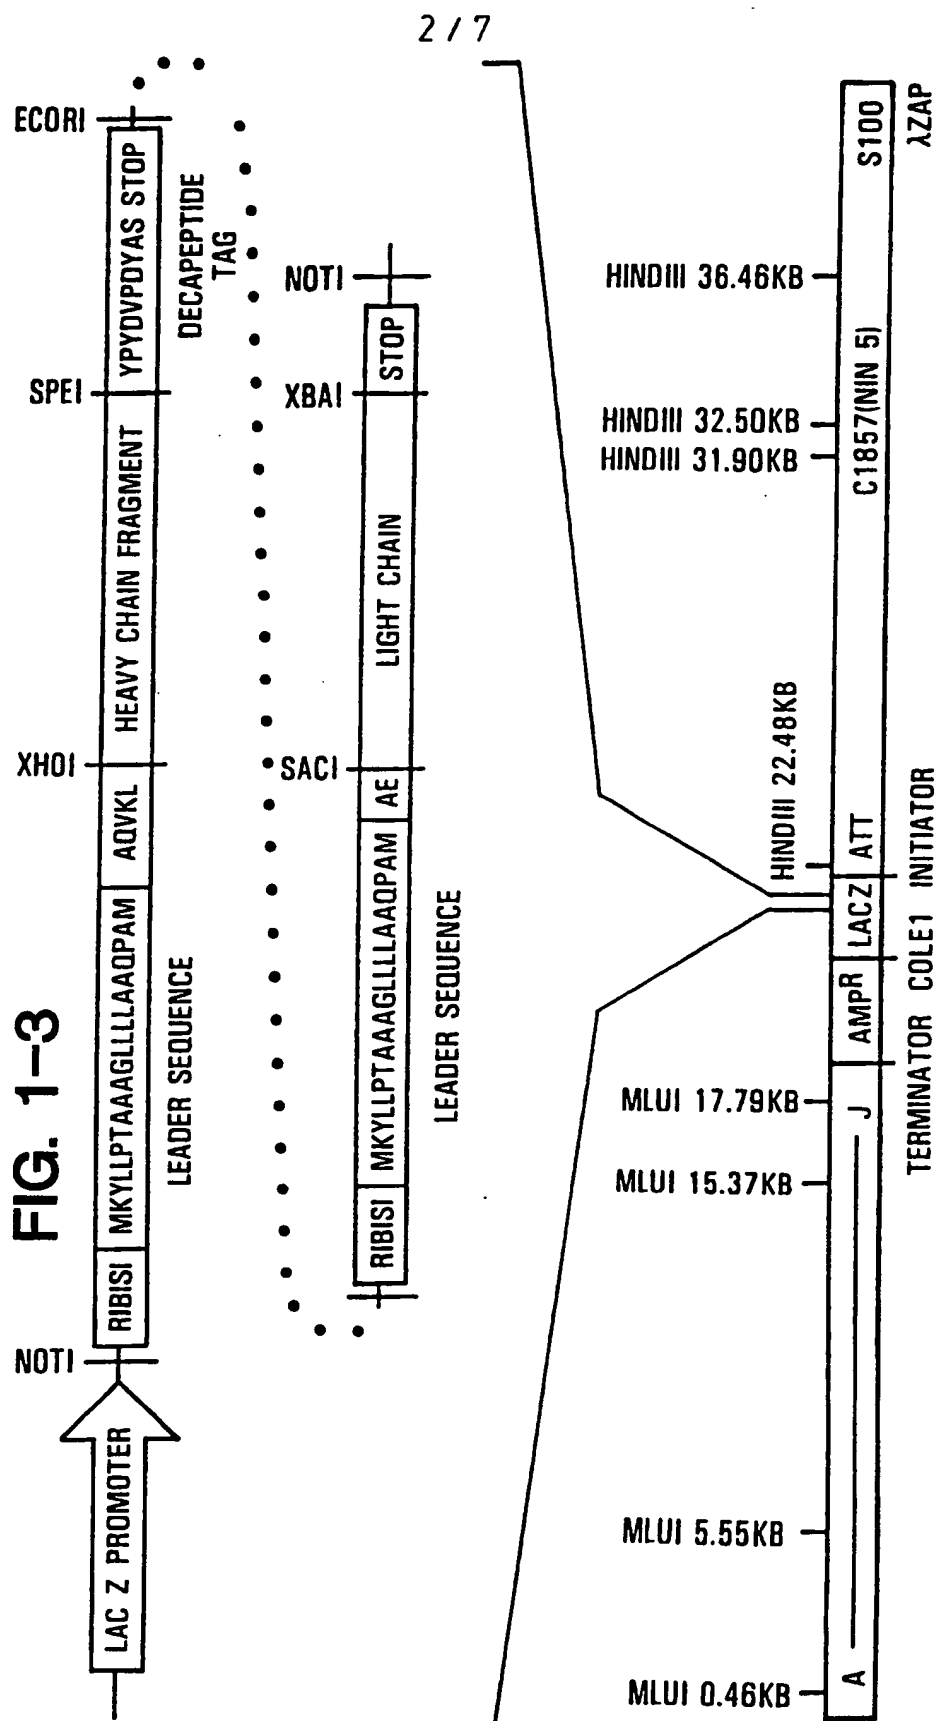 2 / 7
FIG. 1-3
LAC Z PROMOTER
NOTI
RIBISI
MKYLLPTAAAGLLLLAAQPAM
AQVKL
XHOI
HEAVY CHAIN FRAGMENT
SPEI
YPYDVPDYAS STOP
ECORI
LEADER SEQUENCE
DECAPEPTIDE
TAG
RIBISI
MKYLLPTAAAGLLLLAAQPAM
AE
SACI
LIGHT CHAIN
XBAI
STOP
NOTI
LEADER SEQUENCE
MLUI 0.46KB
MLUI 5.55KB
MLUI 15.37KB
MLUI 17.79KB
HINDIII 22.48KB
HINDIII 31.90KB
HINDIII 32.50KB
HINDIII 36.46KB
A
J
AMPR
LACZ
ATT
C1857(NIN 5)
S100
TERMINATOR COLE1 INITIATOR
λZAP